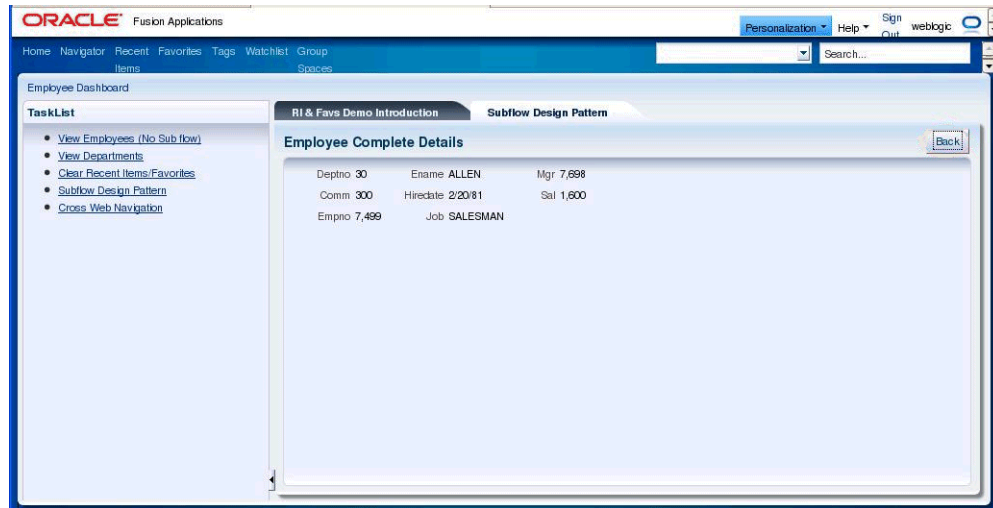 ORACLE Fusion Applications
Personalization Help Sign Out weblogic
Home Navigator Recent Items Favorites Tags Watchlist Group Spaces
Search...
Employee Dashboard
TaskList
View Employees (No Sub flow)
View Departments
Clear Recent Items/Favorites
Subflow Design Pattern
Cross Web Navigation
RI & Favs Demo Introduction Subflow Design Pattern
Employee Complete Details Back
Deptno 30 Ename ALLEN Mgr 7,698
Comm 300 Hiredate 2/20/81 Sal 1,600
Empno 7,499 Job SALESMAN